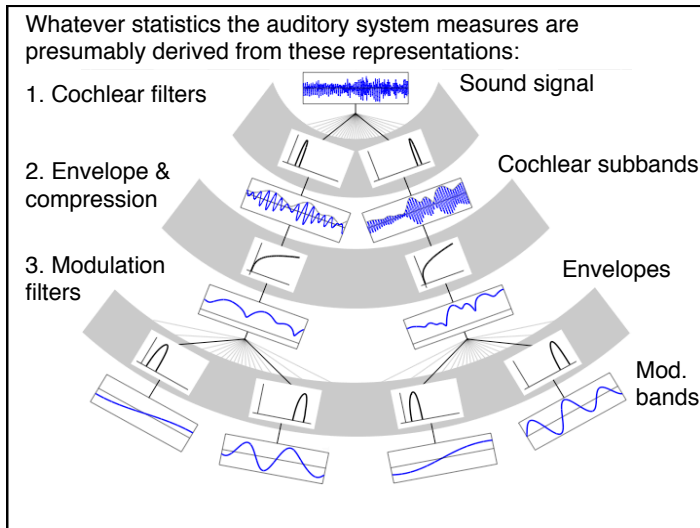 Whatever statistics the auditory system measures are
presumably derived from these representations:
1. Cochlear filters
Sound signal
2. Envelope &
compression
Cochlear subbands
3. Modulation
filters
Envelopes
Mod.
bands